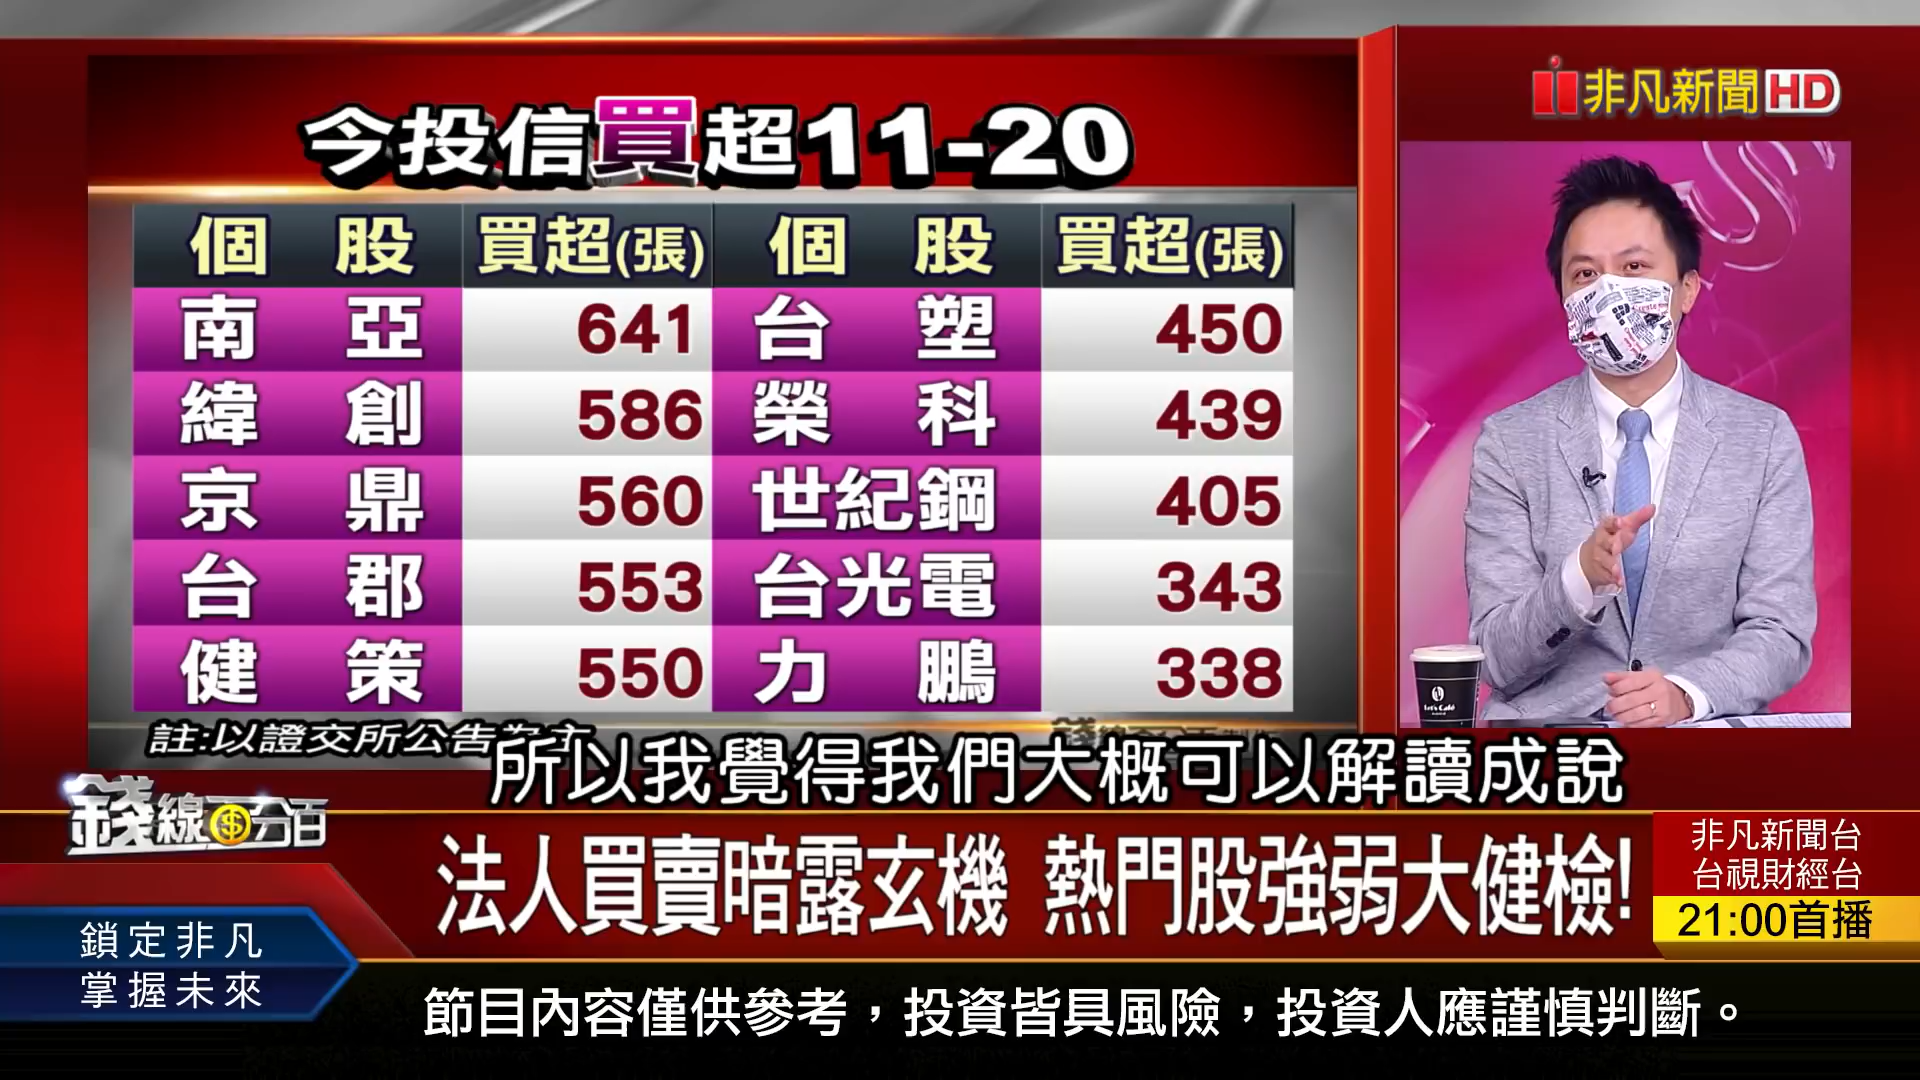 今投信買超11-20
非凡新聞HD
個股 買超(張) 個股 買超(張)
南亞 641 台塑 450
緯創 586 榮科 439
京鼎 560 世紀鋼 405
台郡 553 台光電 343
健策 550 力鵬 338
註:以證交所公告為主
Let's Café
所以我覺得我們大概可以解讀成說
錢線百分百
法人買賣暗露玄機 熱門股強弱大健檢!
非凡新聞台
台視財經台
21:00首播
鎖定非凡
掌握未來
節目內容僅供參考，投資皆具風險，投資人應謹慎判斷。